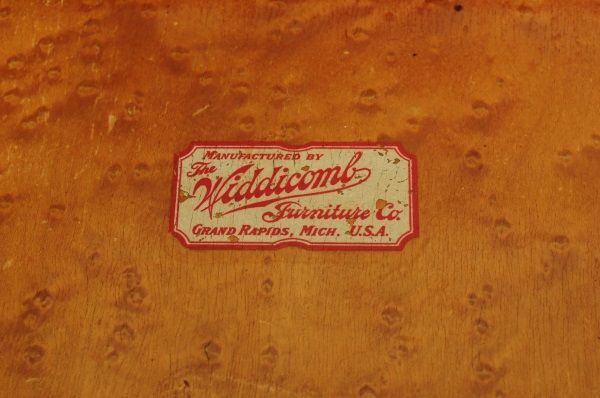 MANUFACTURED BY
The
Widdicomb
Furniture Co.
GRAND RAPIDS, MICH. U.S.A.